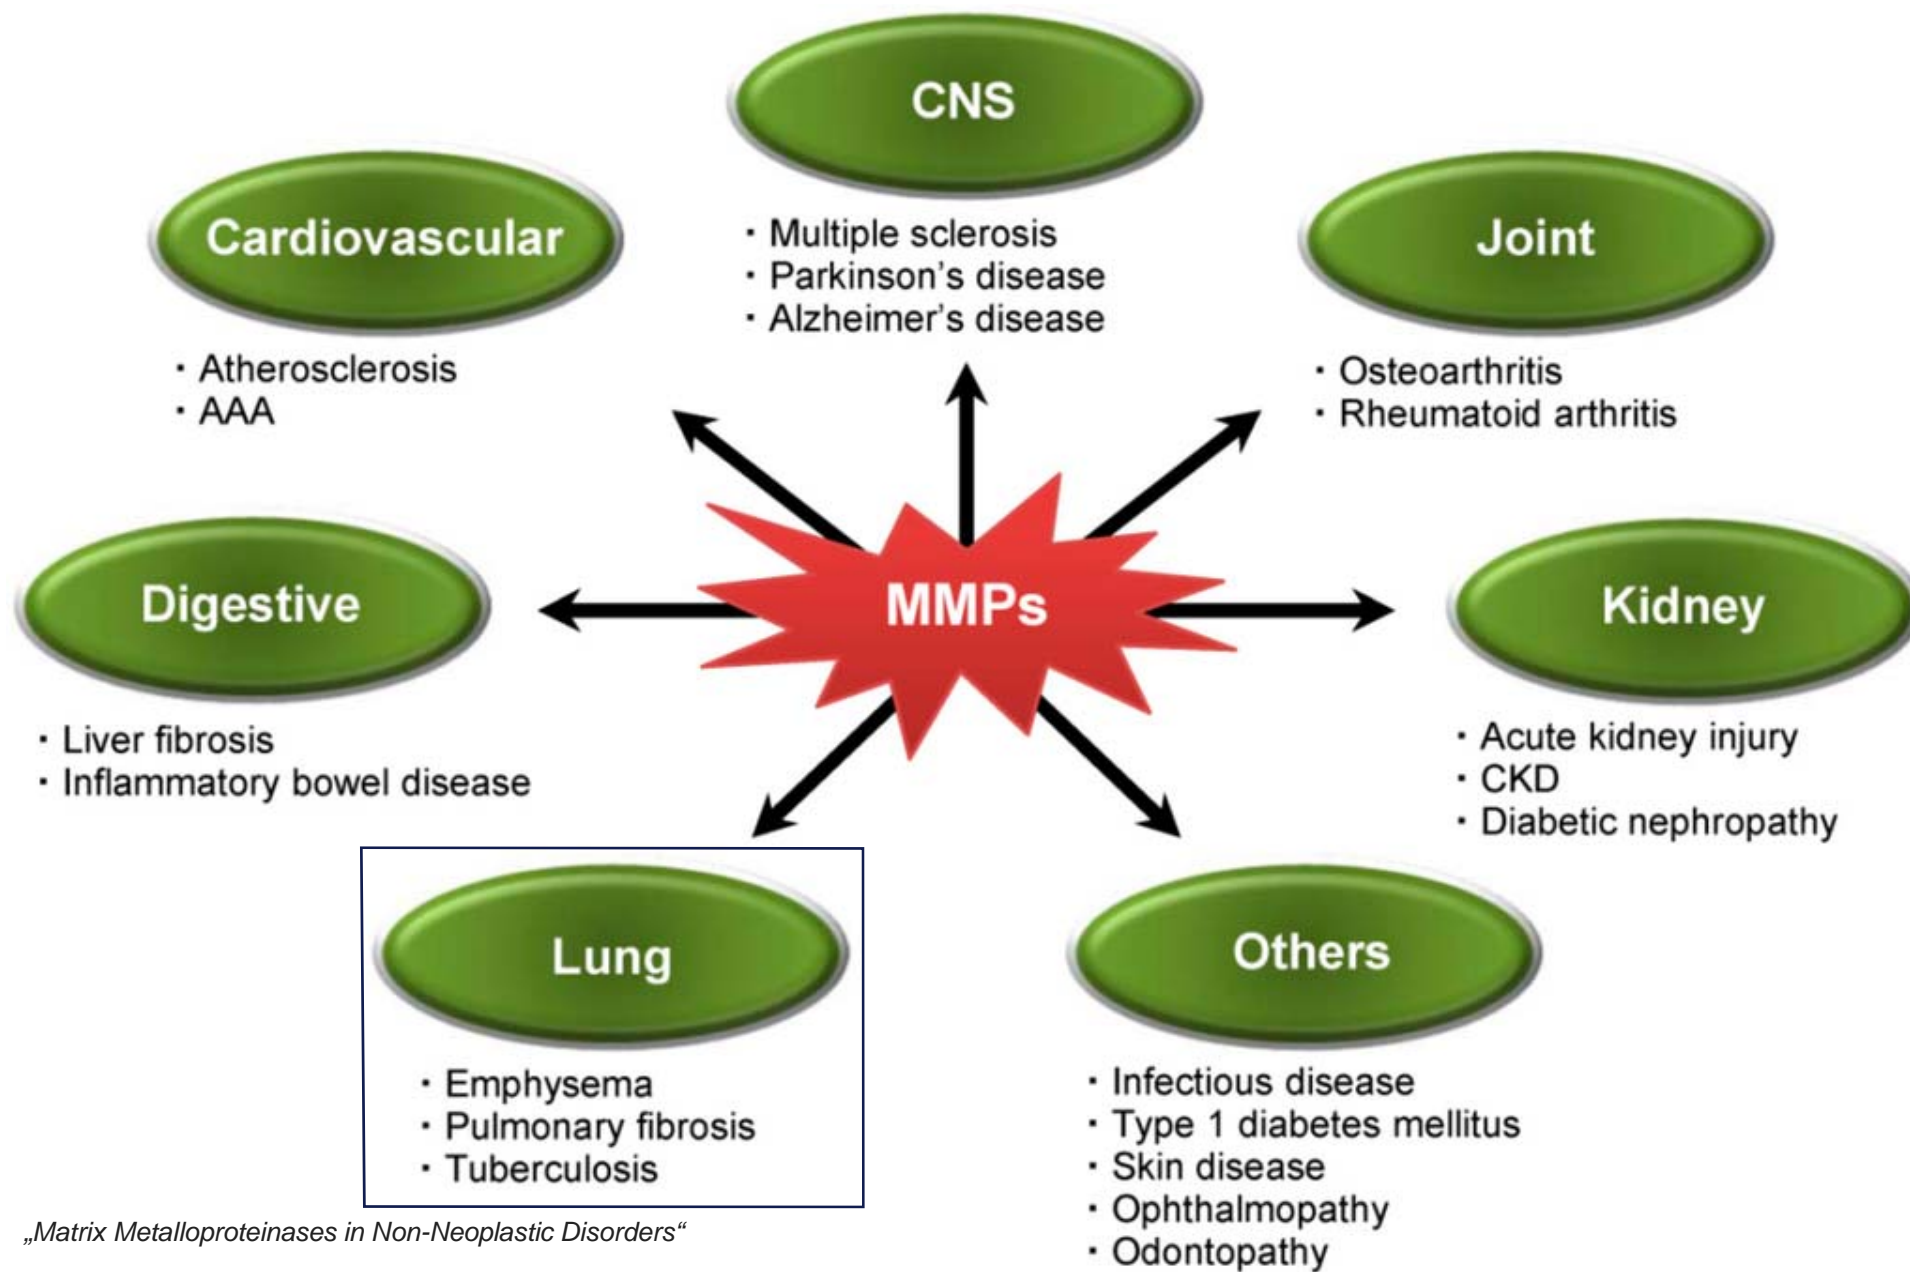 CNS
・Multiple sclerosis
・Parkinson’s disease
・Alzheimer’s disease
Cardiovascular
・Atherosclerosis
・AAA
Joint
・Osteoarthritis
・Rheumatoid arthritis
MMPs
Digestive
・Liver fibrosis
・Inflammatory bowel disease
Kidney
・Acute kidney injury
・CKD
・Diabetic nephropathy
Lung
・Emphysema
・Pulmonary fibrosis
・Tuberculosis
Others
・Infectious disease
・Type 1 diabetes mellitus
・Skin disease
・Ophthalmopathy
・Odontopathy
„Matrix Metalloproteinases in Non-Neoplastic Disorders“